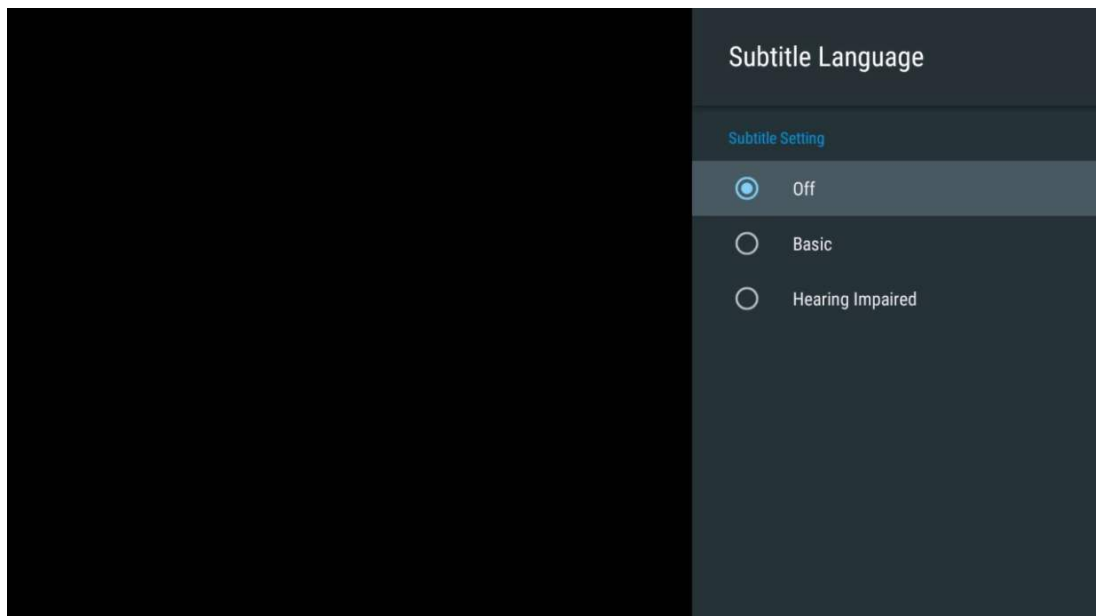 Subtitle Language
Subtitle Setting
Off
Basic
Hearing Impaired